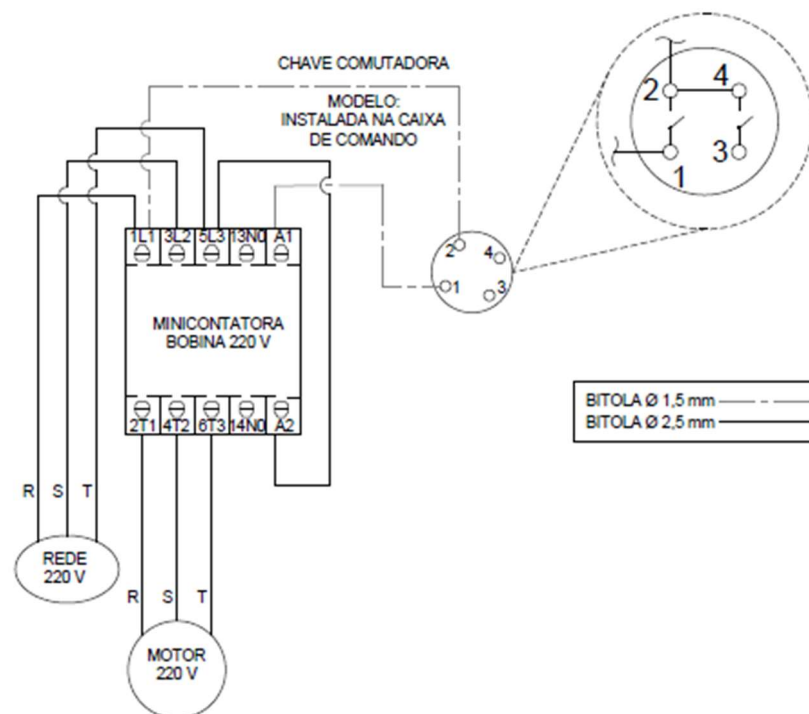 CHAVE COMUTADORA
MODELO:
INSTALADA NA CAIXA
DE COMANDO
2 4
1 3
1L1 3L2 5L3 13N0 A1
2 4
1 3
MINICONTATORA
BOBINA 220 V
BITOLA Ø 1,5 mm
BITOLA Ø 2,5 mm
2T1 4T2 6T3 14N0 A2
R S T
REDE
220 V
R S T
MOTOR
220 V